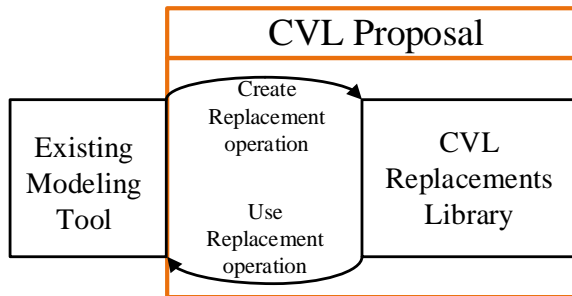 CVL Proposal
Create
Replacement
operation
Existing
Modeling
Tool
CVL
Replacements
Library
Use
Replacement
operation